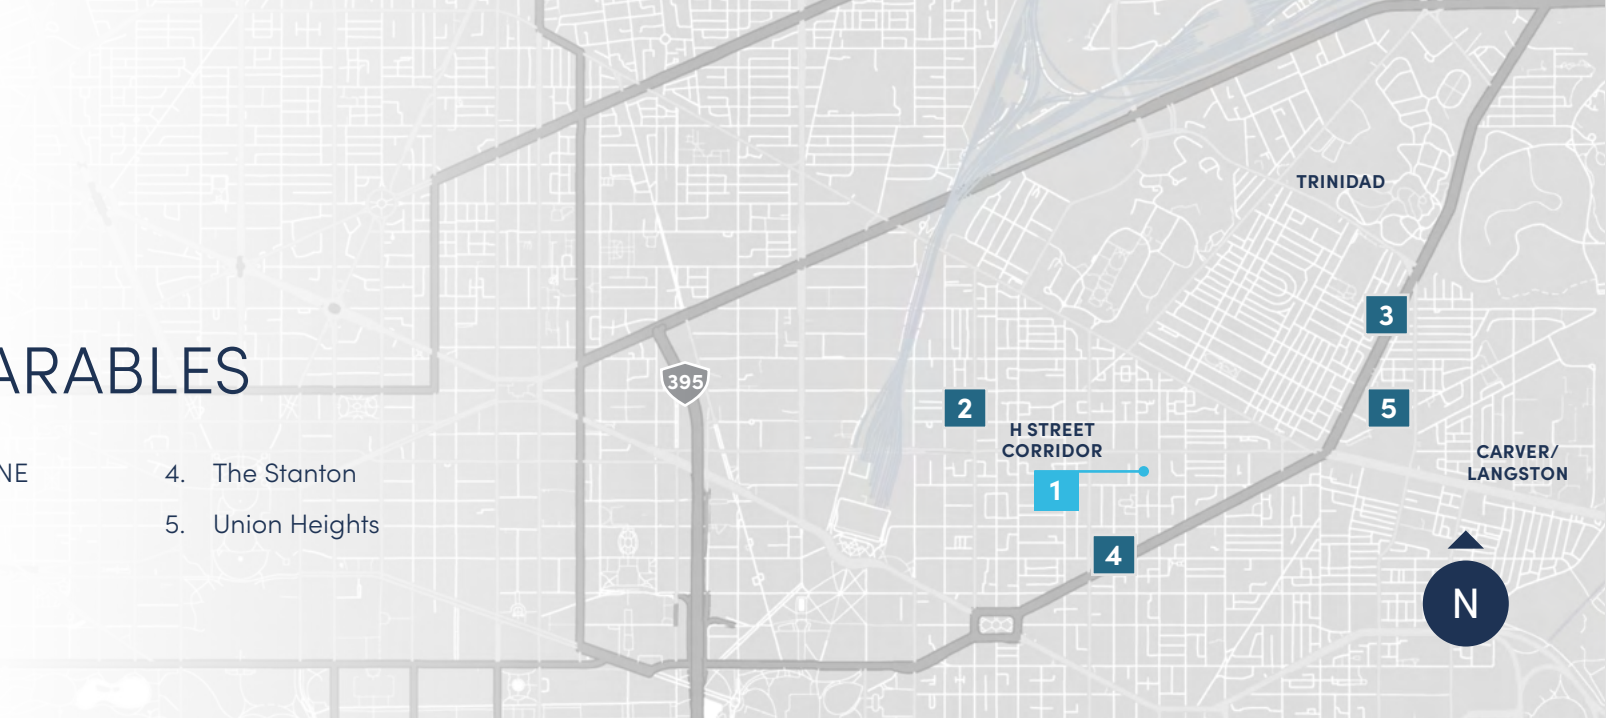 ARABLES
NE
4. The Stanton
5. Union Heights
395
TRINIDAD
3
2
5
H STREET
CORRIDOR
CARVER/
LANGSTON
1
4
N